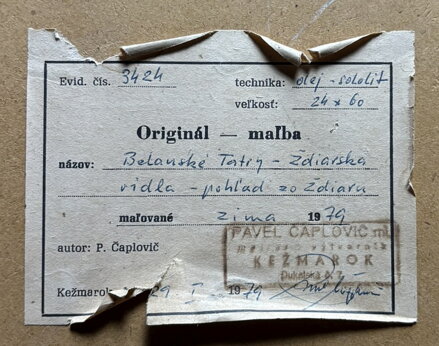 Evid. čís. 3424
technika: olej - sololit
veľkosť: 24 x 60
Originál — maľba
názov: Belanské Tatry - Ždiarska
vidla - pohľad zo Ždiaru
maľované zima 1979
PAVEL ČAPLOVIČ ml.
KEŽMAROK
autor: P. Čaplovič
Kežmarok 29 I. 1979